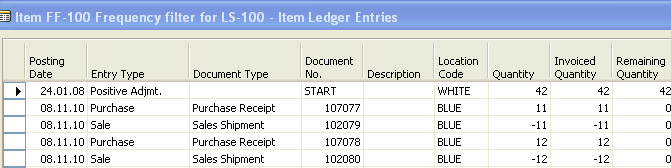 Item FF-100 Frequency filter for LS-100 - Item Ledger Entries
Posting Date Entry Type Document Type Document No. Description Location Code Quantity Invoiced Quantity Remaining Quantity
24.01.08 Positive Adjmt. START WHITE 42 42 42
08.11.10 Purchase Purchase Receipt 107077 BLUE 11 11 0
08.11.10 Sale Sales Shipment 102079 BLUE -11 -11 0
08.11.10 Purchase Purchase Receipt 107078 BLUE 12 12 0
08.11.10 Sale Sales Shipment 102080 BLUE -12 -12 0